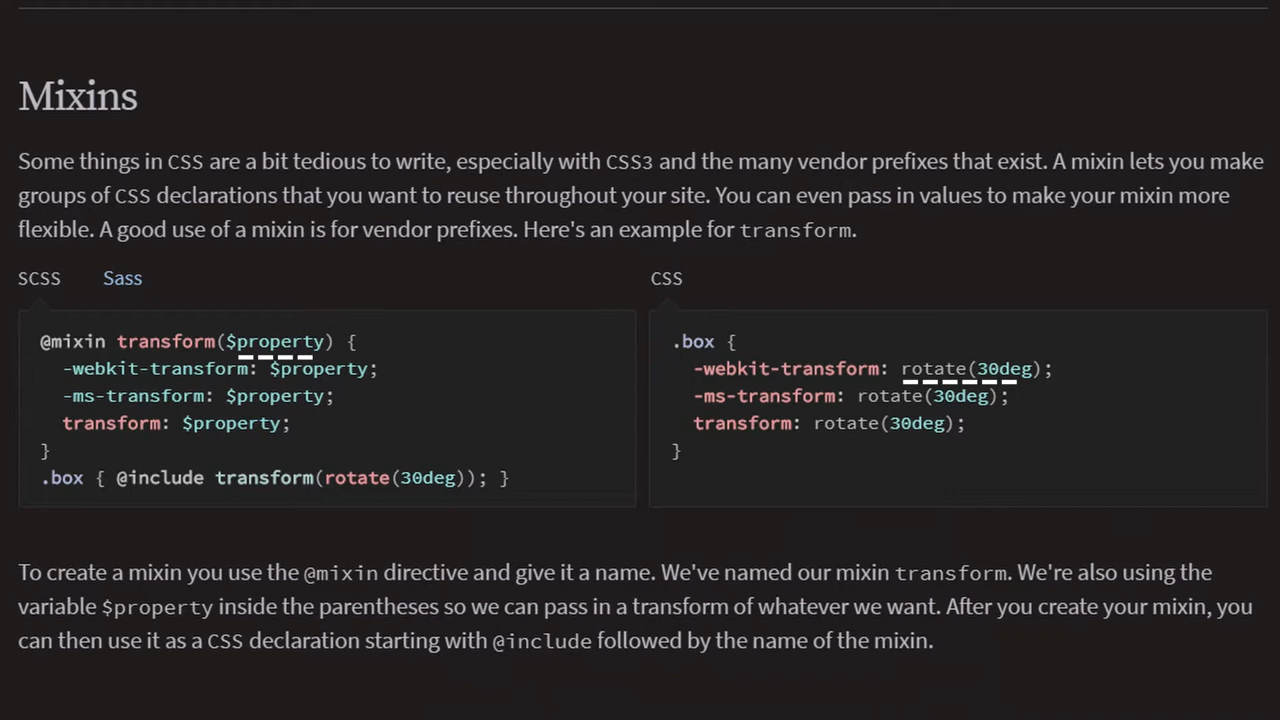 Mixins
Some things in CSS are a bit tedious to write, especially with CSS3 and the many vendor prefixes that exist. A mixin lets you make
groups of CSS declarations that you want to reuse throughout your site. You can even pass in values to make your mixin more
flexible. A good use of a mixin is for vendor prefixes. Here's an example for transform.
SCSS Sass
@mixin transform($property) {
  -webkit-transform: $property;
  -ms-transform: $property;
  transform: $property;
}
.box { @include transform(rotate(30deg)); }
CSS
.box {
  -webkit-transform: rotate(30deg);
  -ms-transform: rotate(30deg);
  transform: rotate(30deg);
}
To create a mixin you use the @mixin directive and give it a name. We've named our mixin transform. We're also using the
variable $property inside the parentheses so we can pass in a transform of whatever we want. After you create your mixin, you
can then use it as a CSS declaration starting with @include followed by the name of the mixin.